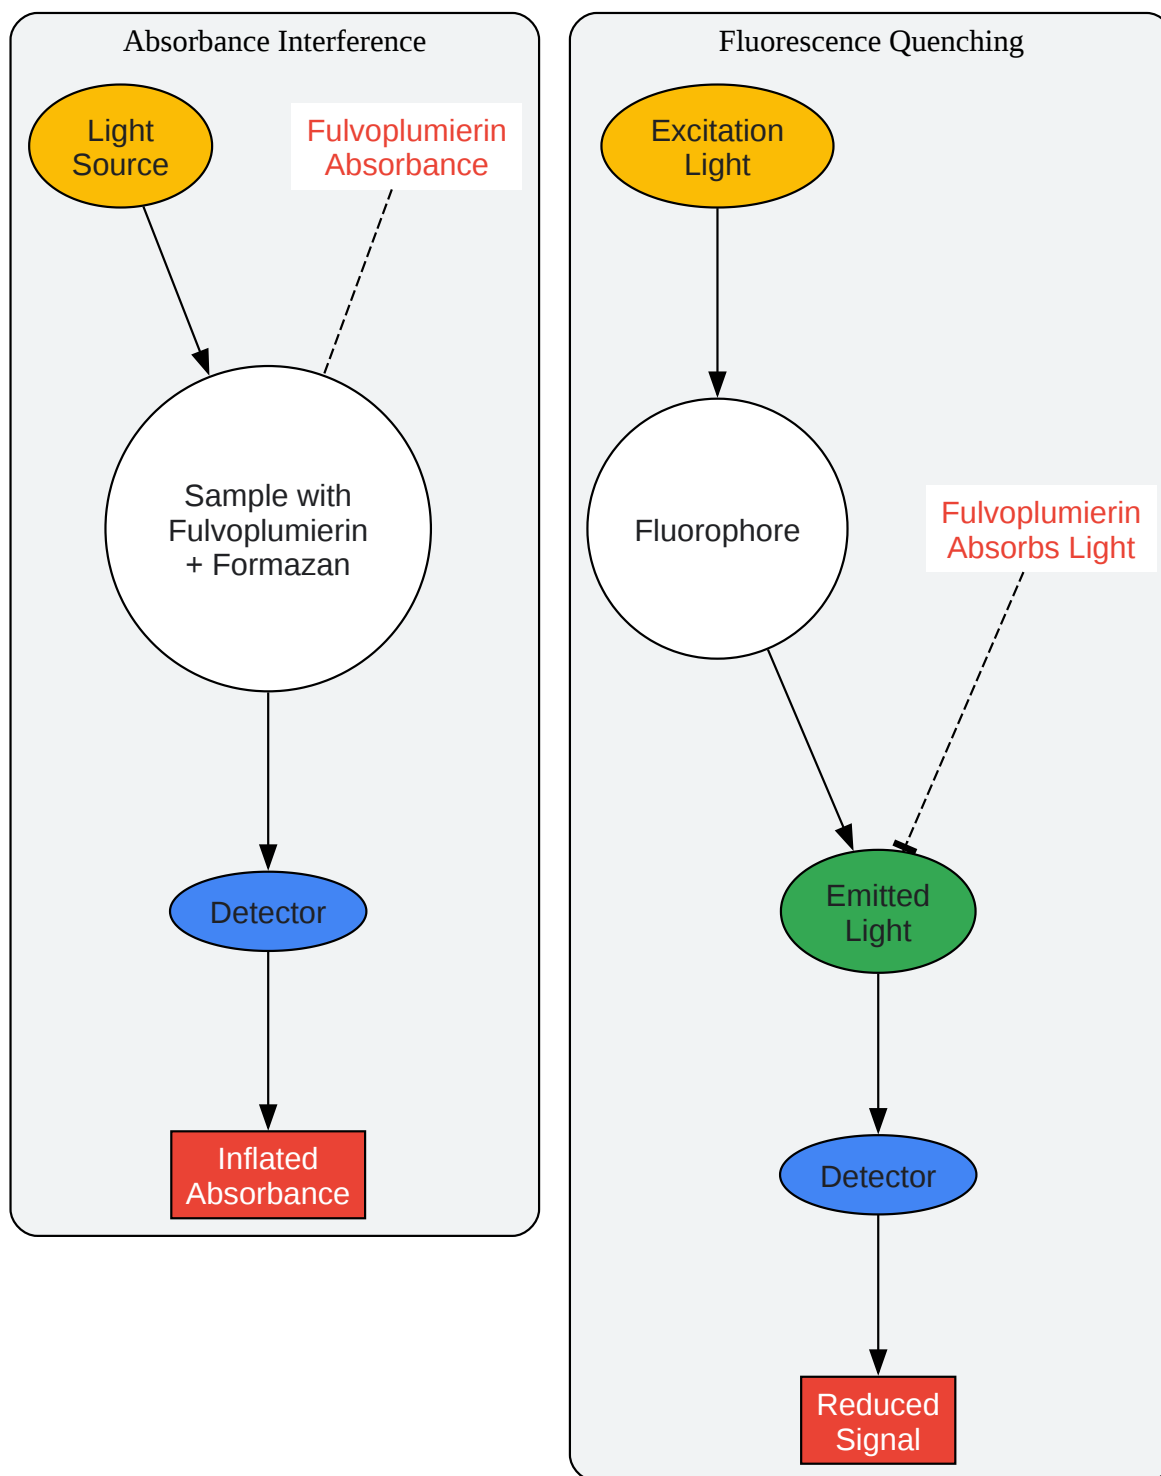 Absorbance Interference
Light
Source
Fulvoplumierin
Absorbance
Sample with
Fulvoplumierin
+ Formazan
Detector
Inflated
Absorbance
Fluorescence Quenching
Excitation
Light
Fluorophore
Fulvoplumierin
Absorbs Light
Emitted
Light
Detector
Reduced
Signal